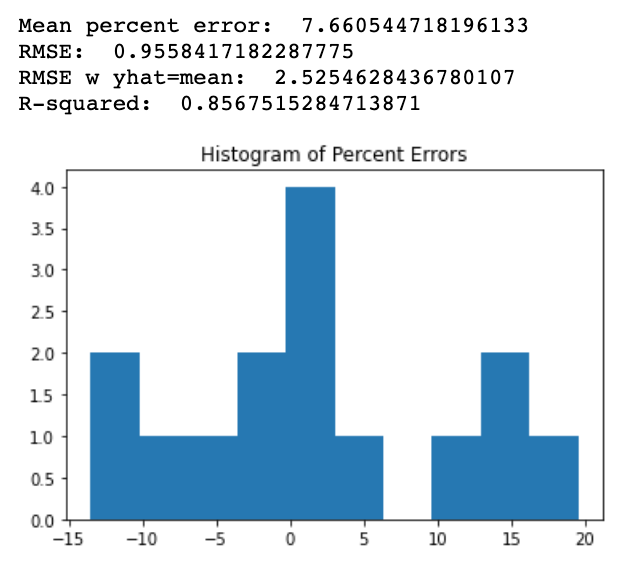 Mean percent error:  7.660544718196133
RMSE:  0.9558417182287775
RMSE w yhat=mean:  2.5254628436780107
R-squared:  0.8567515284713871
Histogram of Percent Errors
4.0
3.5
3.0
2.5
2.0
1.5
1.0
0.5
0.0
−15 −10 −5 0 5 10 15 20